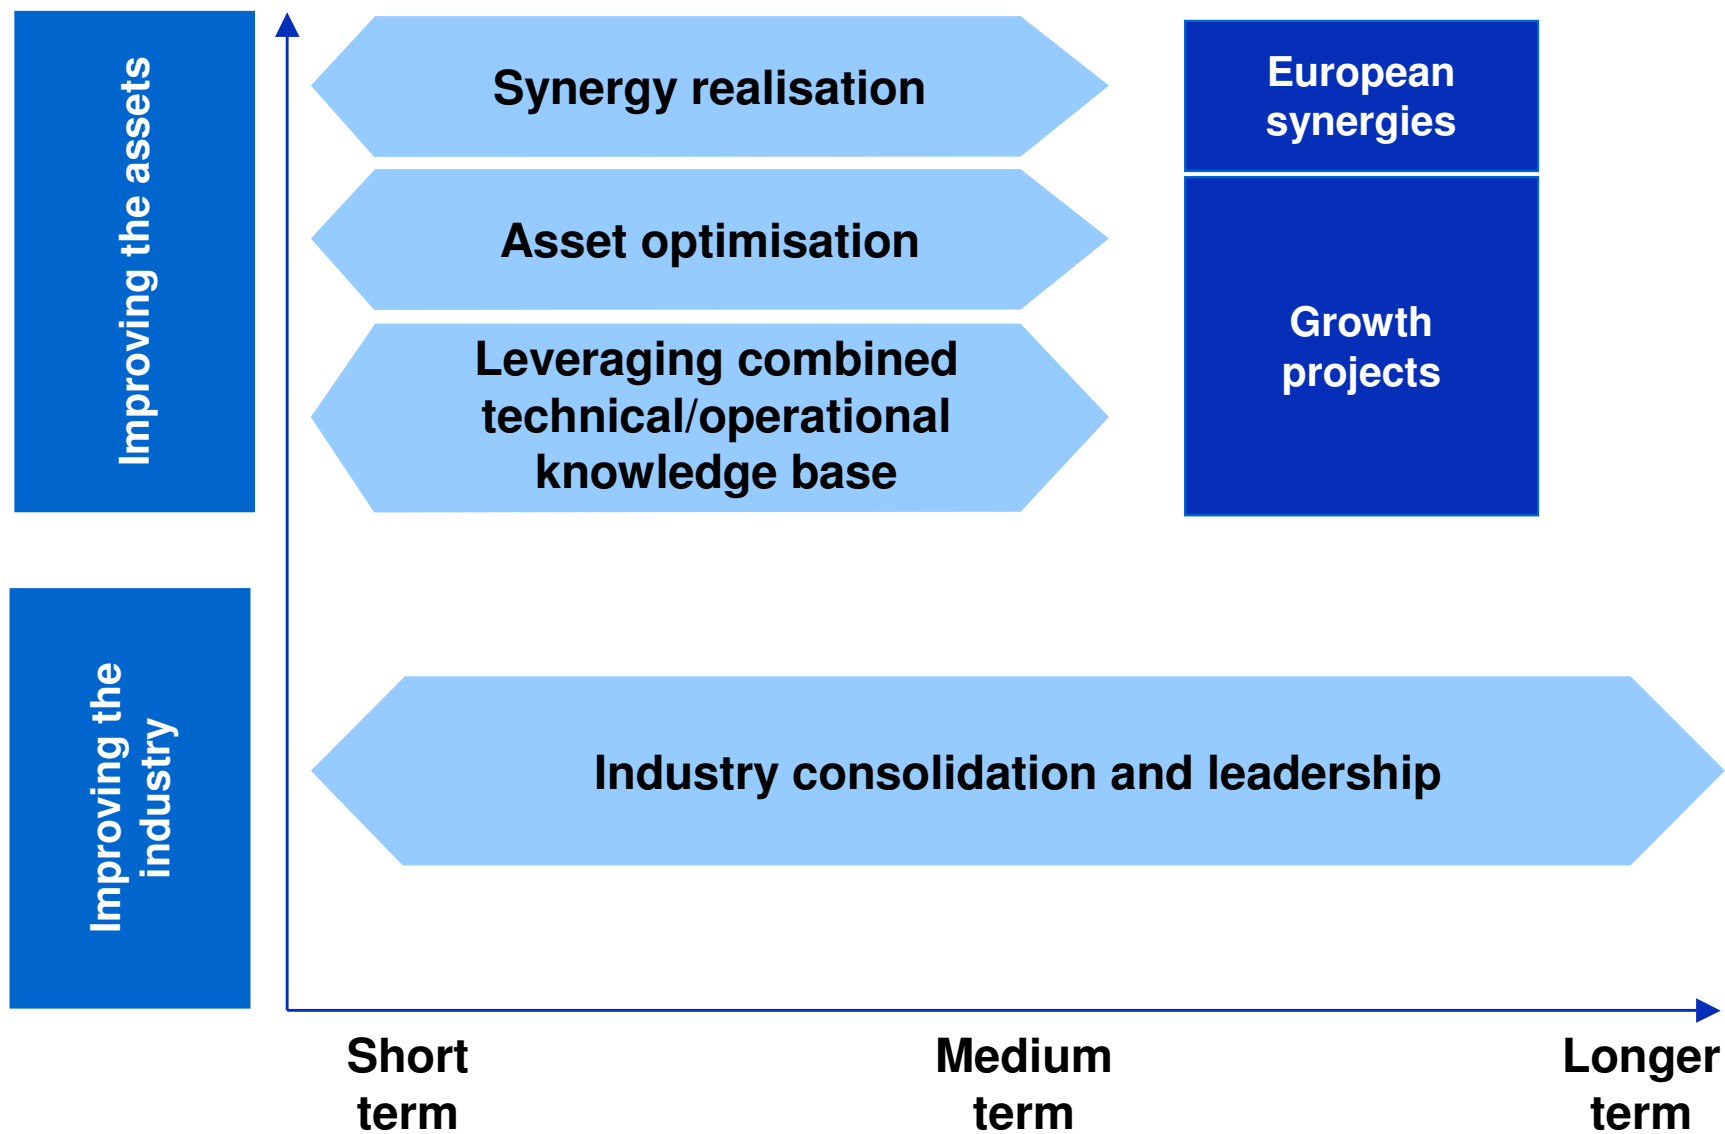 Improving the assets
Synergy realisation
Asset optimisation
Leveraging combined
technical/operational
knowledge base
European
synergies
Growth
projects
Improving the
industry
Industry consolidation and leadership
Short
term
Medium
term
Longer
term